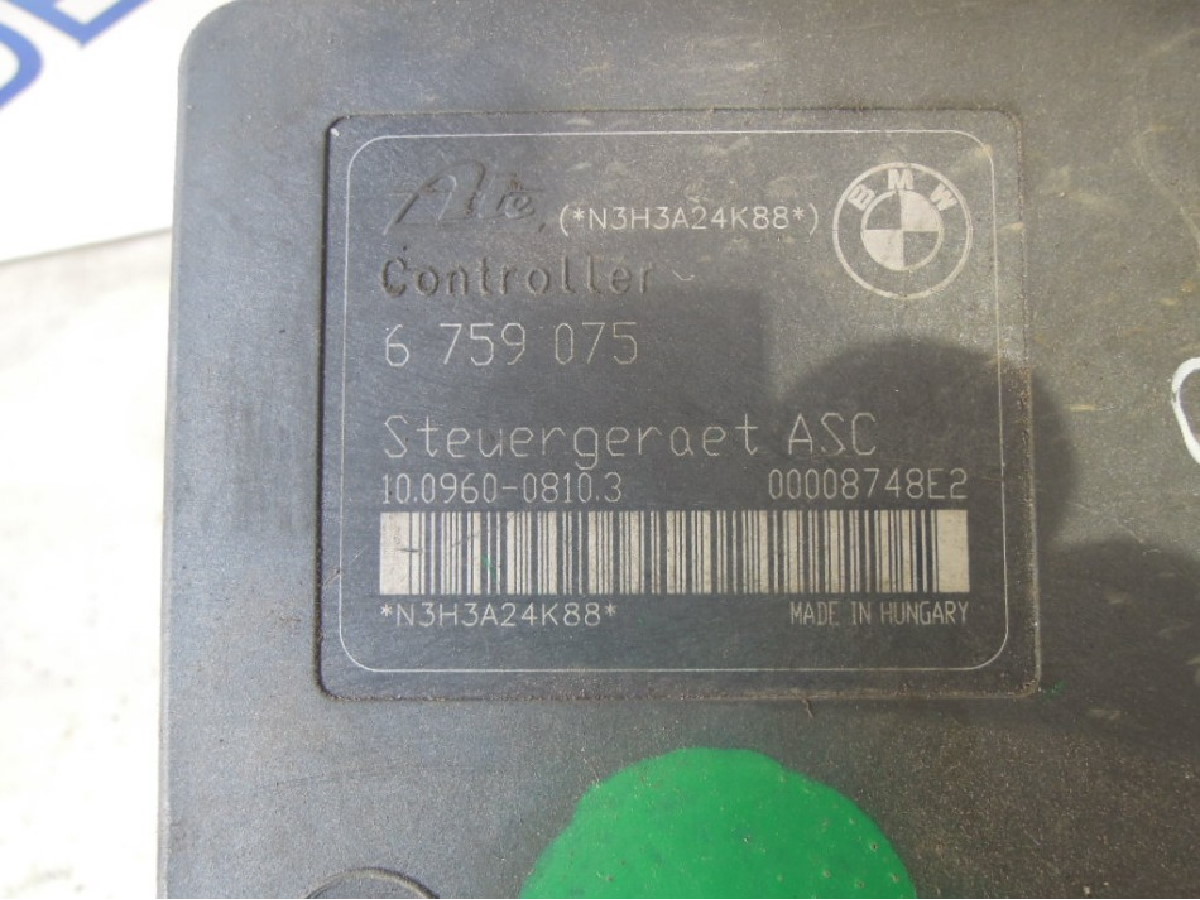 Ate (*N3H3A24K88*) BMW
Controller
6 759 075
Steuergeraet ASC
10.0960-0810.3 00008748E2
*N3H3A24K88* MADE IN HUNGARY